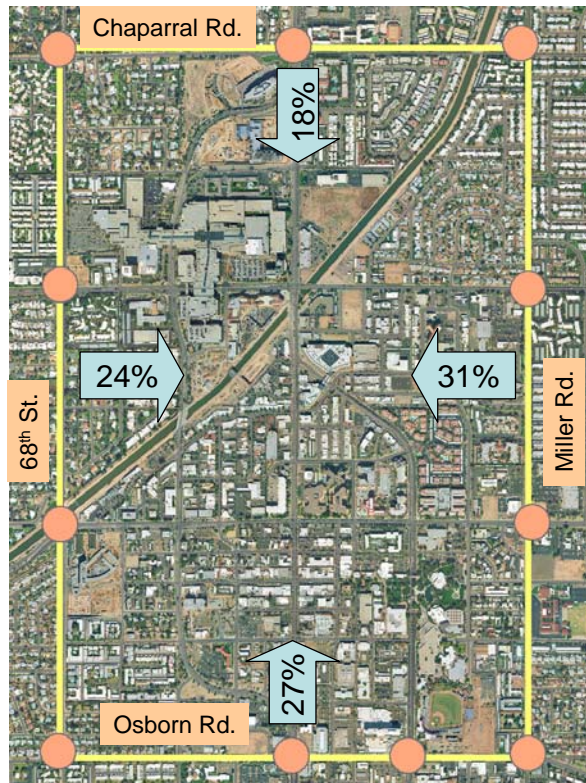 Chaparral Rd.
18%
24%
31%
68th St.
Miller Rd.
27%
Osborn Rd.